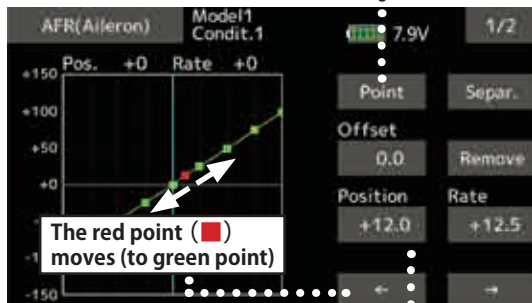 AFR(Aileron)
Model1
Condit.1
7.9V
1/2
Pos. +0 Rate +0
+150
+100
+50
+0
-150
Point
Separ.
Offset
0.0
Remove
Position
Rate
+12.0
+12.5
←
→
The red point (■)
moves (to green point)